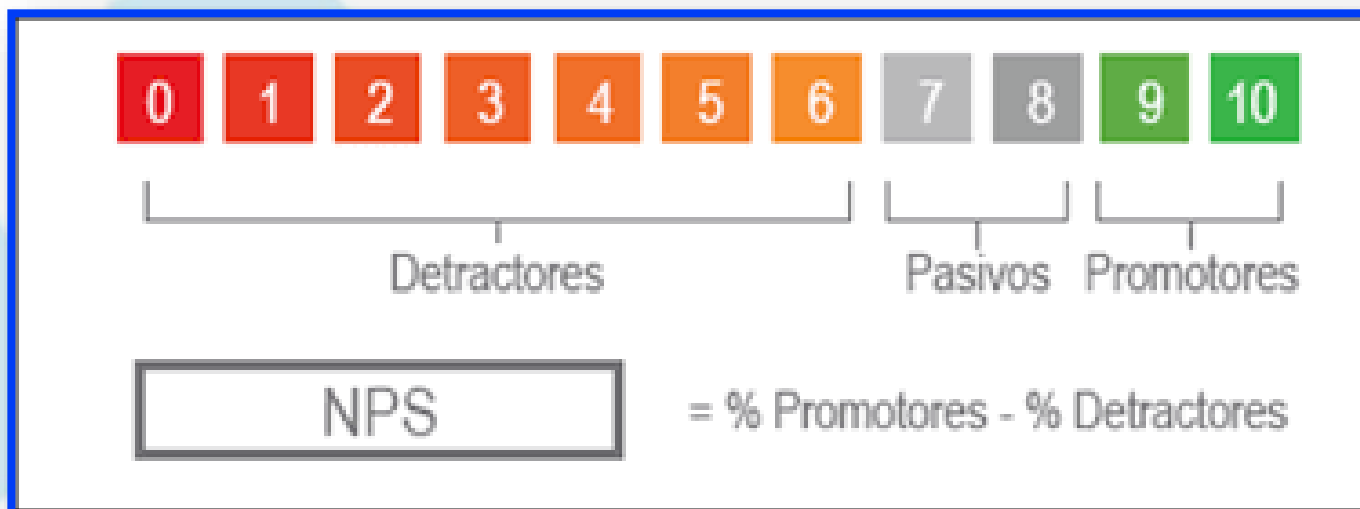 0 1 2 3 4 5 6 7 8 9 10
Detractores Pasivos Promotores
NPS = % Promotores - % Detractores